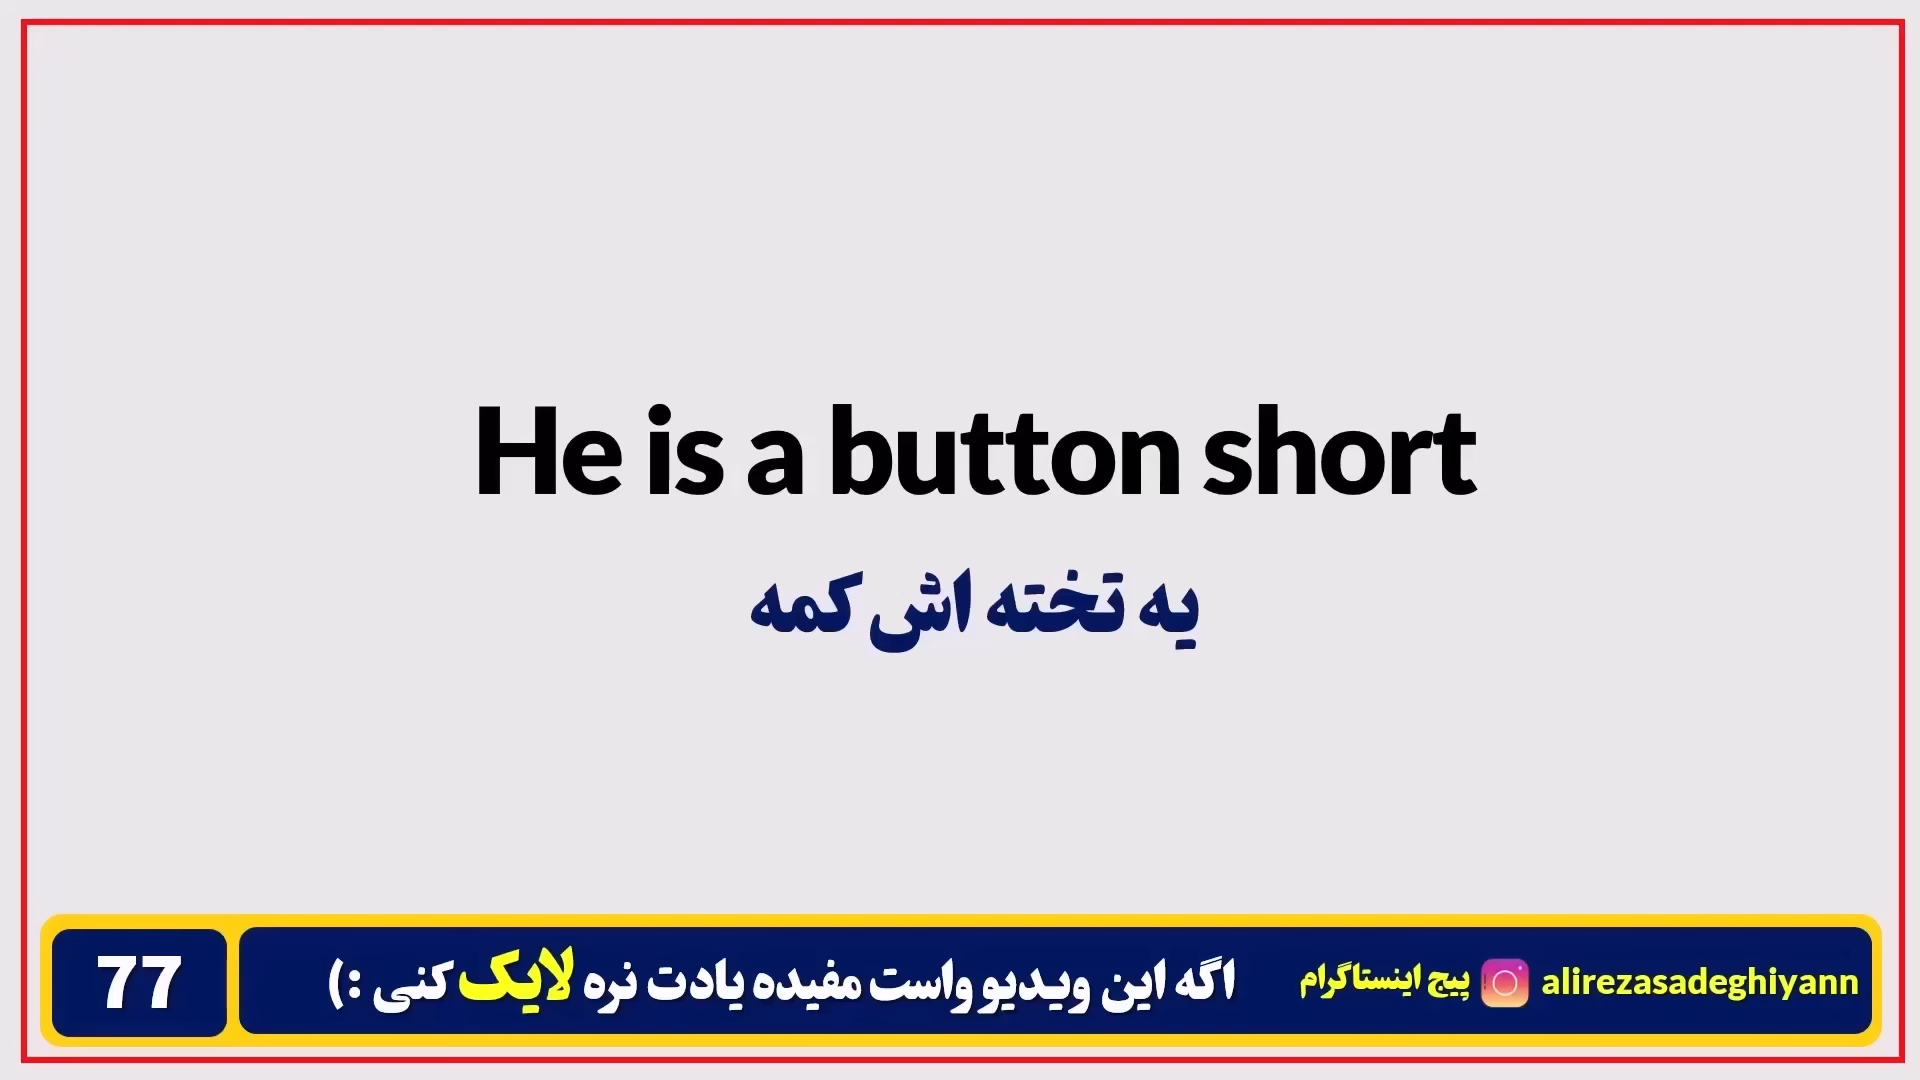 He is a button short
یه تخته اش کمه
77
اگه این ویدیو واست مفیده یادت نره لایک کنی :)
پیج اینستاگرام
alirezasadeghiyann